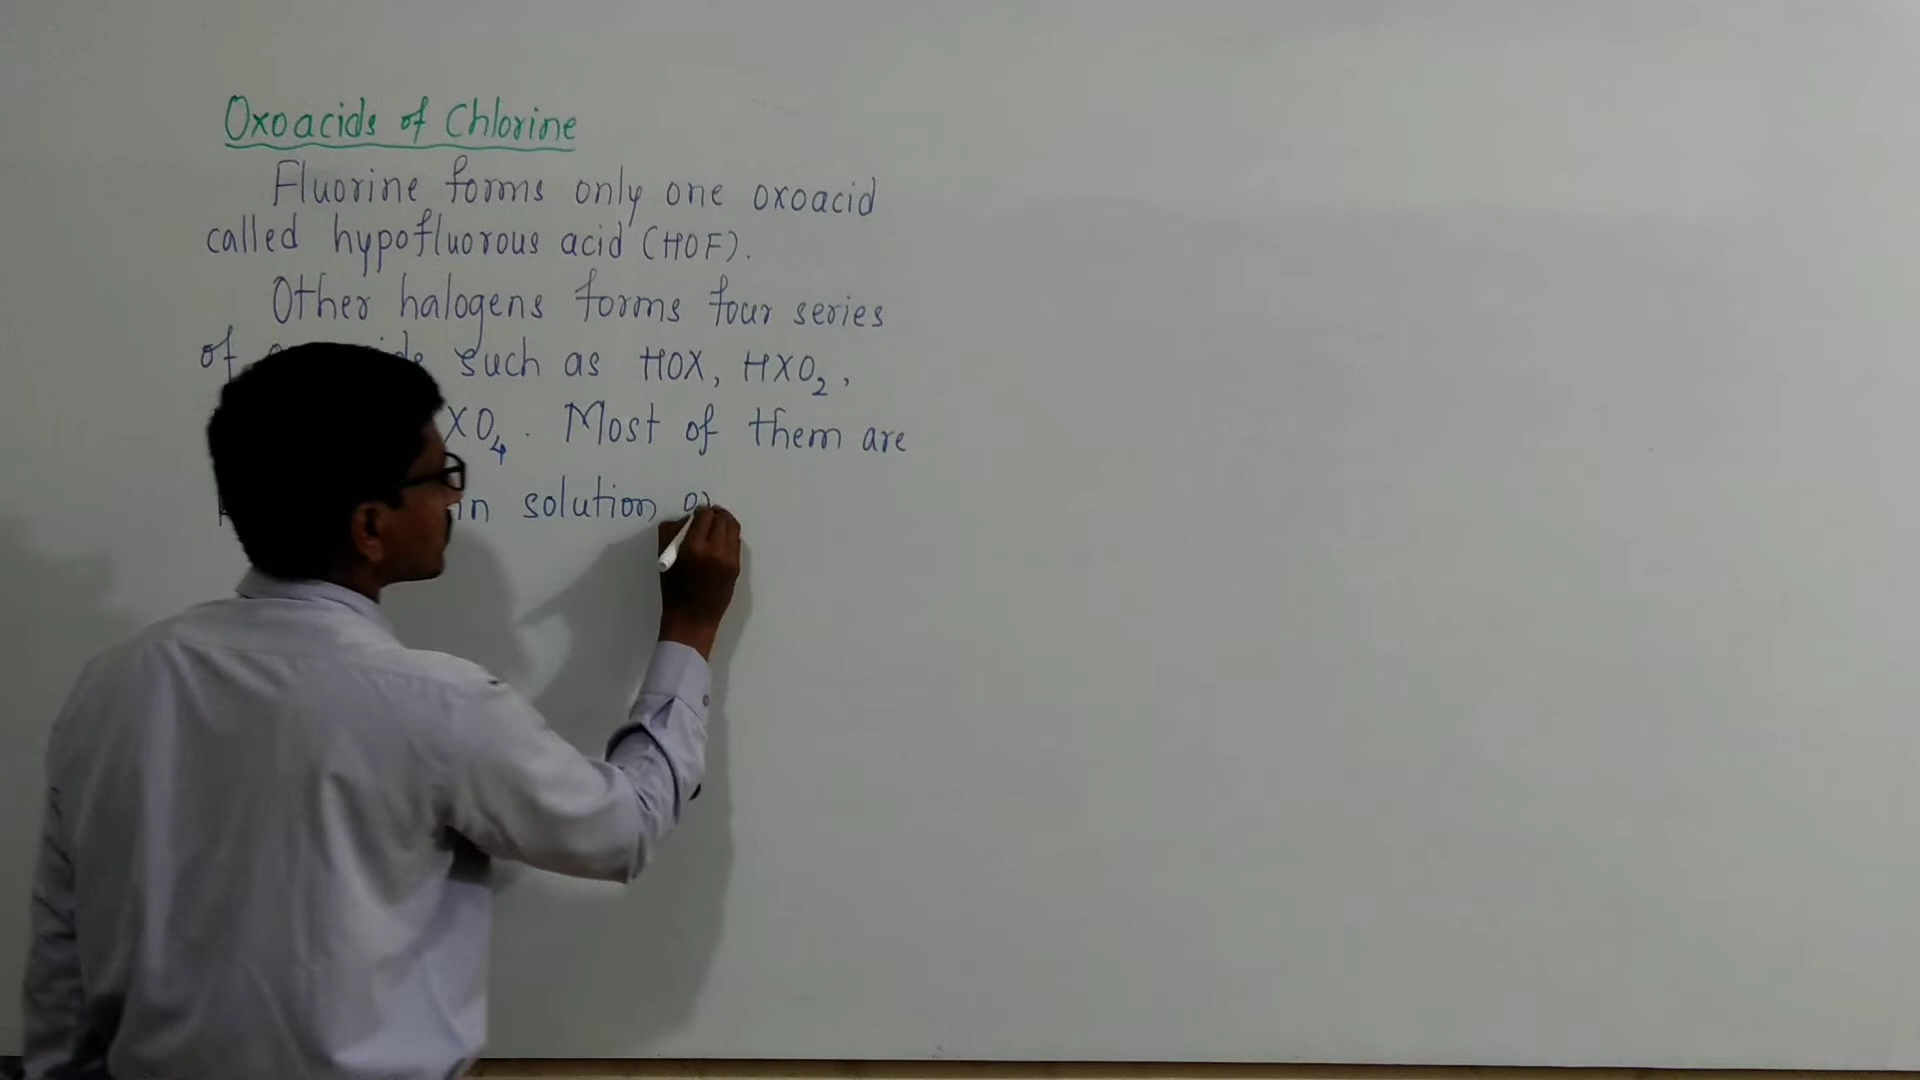 Oxoacids of Chlorine
Fluorine forms only one oxoacid
called hypofluorous acid (HOF).
Other halogens forms four series
of such as HOX, HXO₂,
XO₄. Most of them are
in solution